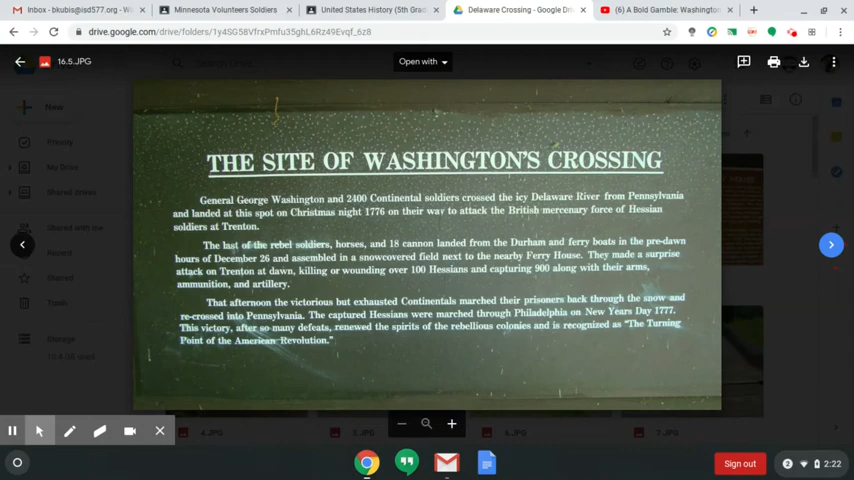 Inbox - bkubis@isd577.org - Wi
Minnesota Volunteers Soldiers
United States History (5th Grad
Delaware Crossing - Google Dri
(6) A Bold Gamble: Washington
drive.google.com/drive/folders/1y4SG58VfrxPmfu35ghL6Rz49Evqf_6z8
16.5.JPG
Open with
New
Priority
My Drive
Shared drives
Shared with me
Recent
Starred
Trash
Storage
THE SITE OF WASHINGTON'S CROSSING
General George Washington and 2400 Continental soldiers crossed the icy Delaware River from Pennsylvania
and landed at this spot on Christmas night 1776 on their way to attack the British mercenary force of Hessian
soldiers at Trenton.
The last of the rebel soldiers, horses, and 18 cannon landed from the Durham and ferry boats in the pre-dawn
hours of December 26 and assembled in a snowcovered field next to the nearby Ferry House. They made a surprise
attack on Trenton at dawn, killing or wounding over 100 Hessians and capturing 900 along with their arms,
ammunition, and artillery.
That afternoon the victorious but exhausted Continentals marched their prisoners back through the snow and
re-crossed into Pennsylvania. The captured Hessians were marched through Philadelphia on New Years Day 1777.
This victory, after so many defeats, renewed the spirits of the rebellious colonies and is recognized as "The Turning
Point of the American Revolution."
4.JPG
5.JPG
6.JPG
7.JPG
Sign out
2
2:22